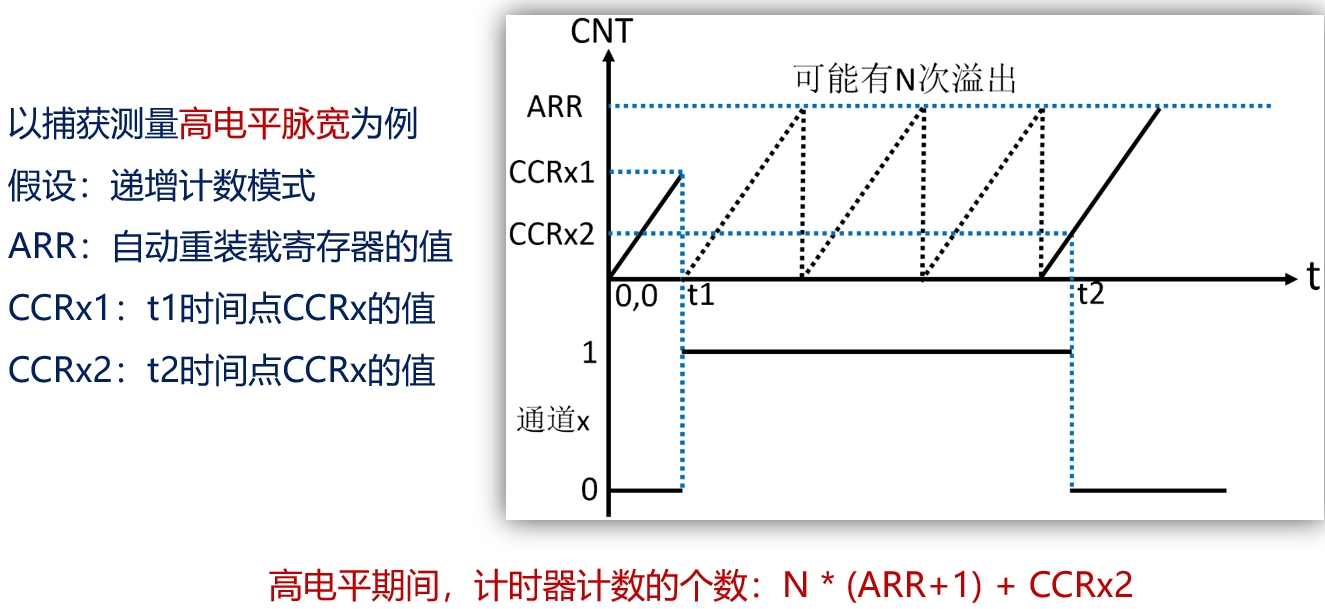 以捕获测量高电平脉宽为例
假设：递增计数模式
ARR：自动重装载寄存器的值
CCRx1：t1时间点CCRx的值
CCRx2：t2时间点CCRx的值
CNT
可能有N次溢出
ARR
CCRx1
CCRx2
t
0,0
t1
t2
1
通道x
0
高电平期间，计时器计数的个数：N * (ARR+1) + CCRx2